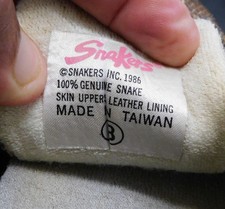 Snakers
©SNAKERS INC. 1986
100% GENUINE SNAKE
SKIN UPPER LEATHER LINING
MADE IN TAIWAN
B